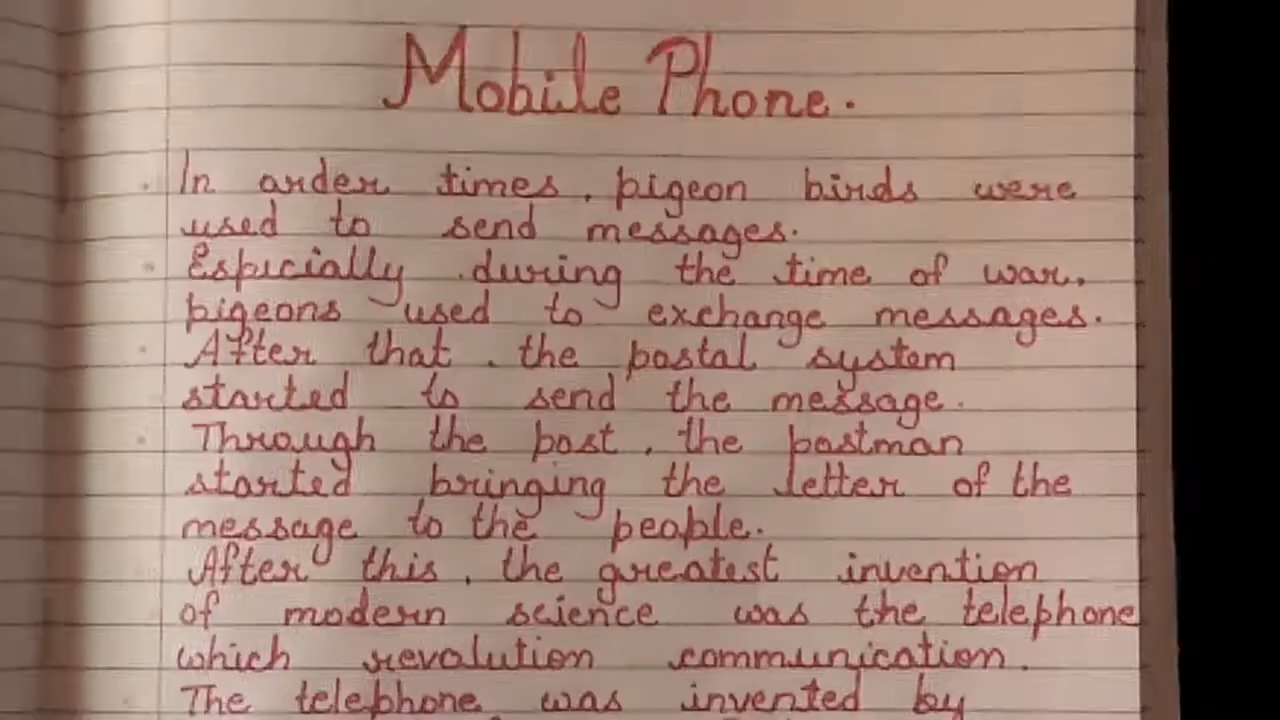 Mobile Phone.
In order times, pigeon birds were
used to send messages.
Especially during the time of war,
pigeons used to exchange messages.
After that, the postal system
started to send the message.
Through the post, the postman
started bringing the letter of the
message to the people.
After this, the greatest invention
of modern science was the telephone
which revolution communication.
The telephone was invented by